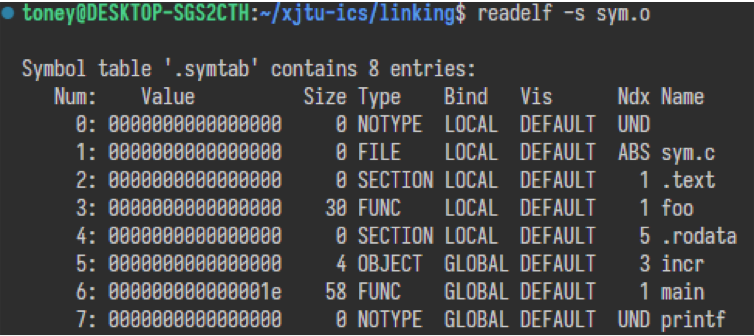 toney@DESKTOP-SGS2CTH:~/xjtu-ics/linking$ readelf -s sym.o
Symbol table '.symtab' contains 8 entries:
Num: Value Size Type Bind Vis Ndx Name
0: 0000000000000000 0 NOTYPE LOCAL DEFAULT UND
1: 0000000000000000 0 FILE LOCAL DEFAULT ABS sym.c
2: 0000000000000000 0 SECTION LOCAL DEFAULT 1 .text
3: 0000000000000000 30 FUNC LOCAL DEFAULT 1 foo
4: 0000000000000000 0 SECTION LOCAL DEFAULT 5 .rodata
5: 0000000000000000 4 OBJECT GLOBAL DEFAULT 3 incr
6: 000000000000001e 58 FUNC GLOBAL DEFAULT 1 main
7: 0000000000000000 0 NOTYPE GLOBAL DEFAULT UND printf